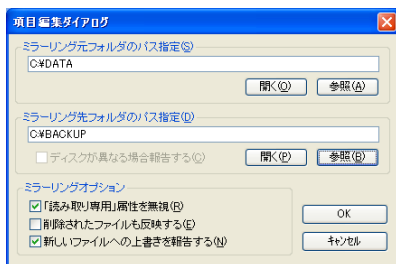 項目編集ダイアログ
ミラーリング元フォルダのパス指定(S)
C:¥DATA
開く(O) 参照(A)
ミラーリング先フォルダのパス指定(D)
C:¥BACKUP
ディスクが異なる場合報告する(C) 開く(P) 参照(B)
ミラーリングオプション
「読み取り専用」属性を無視(R)
削除されたファイルも反映する(E)
新しいファイルへの上書きを報告する(N)
OK
キャンセル